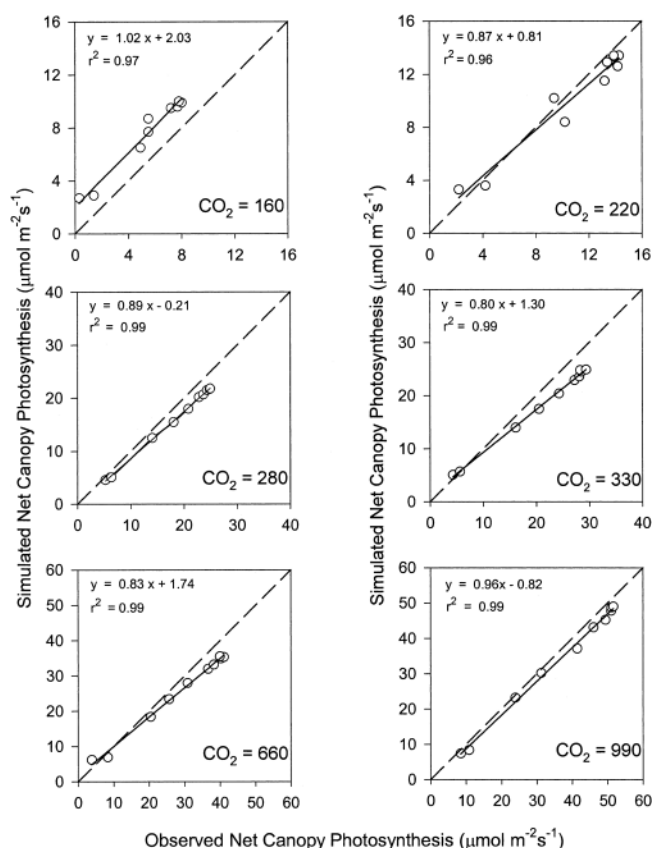 Simulated Net Canopy Photosynthesis (μmol m⁻²s⁻¹)
16
12
8
4
0
y = 1.02 x + 2.03
r² = 0.97
CO₂ = 160
0 4 8 12 16
Simulated Net Canopy Photosynthesis (μmol m⁻²s⁻¹)
16
12
8
4
0
y = 0.87 x + 0.81
r² = 0.96
CO₂ = 220
0 4 8 12 16
40
30
20
10
0
y = 0.89 x - 0.21
r² = 0.99
CO₂ = 280
0 10 20 30 40
40
30
20
10
0
y = 0.80 x + 1.30
r² = 0.99
CO₂ = 330
0 10 20 30 40
60
50
40
30
20
10
0
y = 0.83 x + 1.74
r² = 0.99
CO₂ = 660
0 10 20 30 40 50 60
60
50
40
30
20
10
0
y = 0.96x - 0.82
r² = 0.99
CO₂ = 990
0 10 20 30 40 50 60
Observed Net Canopy Photosynthesis (μmol m⁻²s⁻¹)